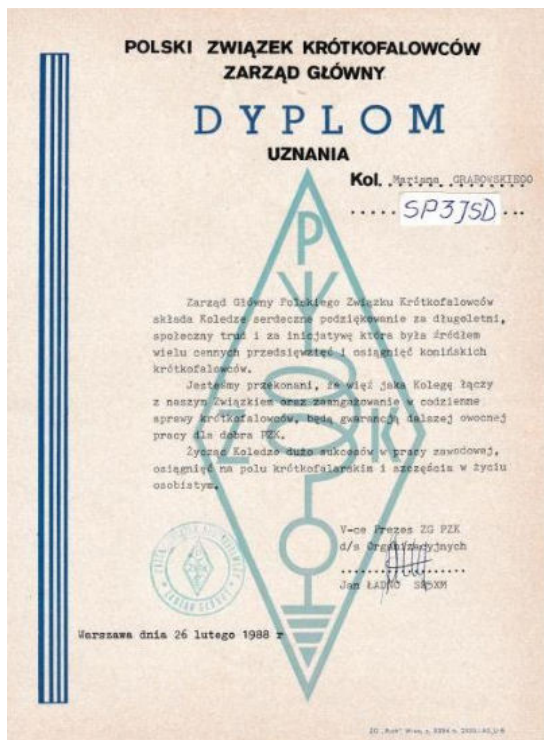 POLSKI ZWIĄZEK KRÓTKOFALOWCÓW
ZARZĄD GŁÓWNY
DYPLOM
UZNANIA
Kol. Mariana GRABOWSKIEGO
SP3JSD
P
Z K
Zarząd Główny Polskiego Związku Krótkofalowców
składa Koledze serdeczne podziękowanie za długoletni,
społeczny trud i za inicjatywę która była źródłem
wielu cennych przedsięwzięć i osiągnięć konińskich
krótkofalowców.
Jesteśmy przekonani, że więź jaka Kolegę łączy
z naszym Związkiem oraz zaangażowanie w codzienne
sprawy krótkofalowców, będą gwarancją dalszej owocnej
pracy dla dobra PZK.
Życząc Koledze dużo sukcesów w pracy zawodowej,
osiągnięć na polu krótkofalarskim i szczęścia w życiu
osobistym.
V-ce Prezes ZG PZK
d/s Organizacyjnych
Jan ŁADNO
Warszawa dnia 26 lutego 1988 r